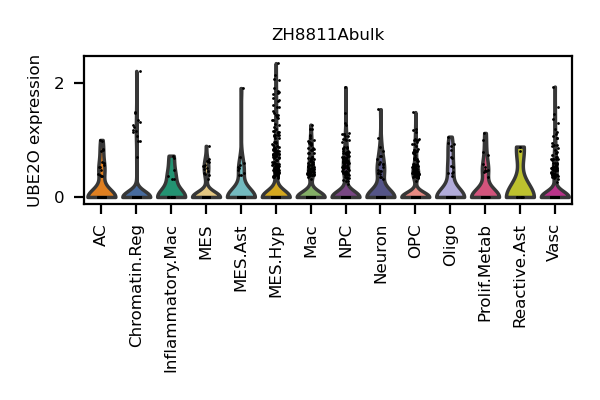 ZH8811Abulk
UBE2O expression
2
0
AC
Chromatin.Reg
Inflammatory.Mac
MES
MES.Ast
MES.Hyp
Mac
NPC
Neuron
OPC
Oligo
Prolif.Metab
Reactive.Ast
Vasc